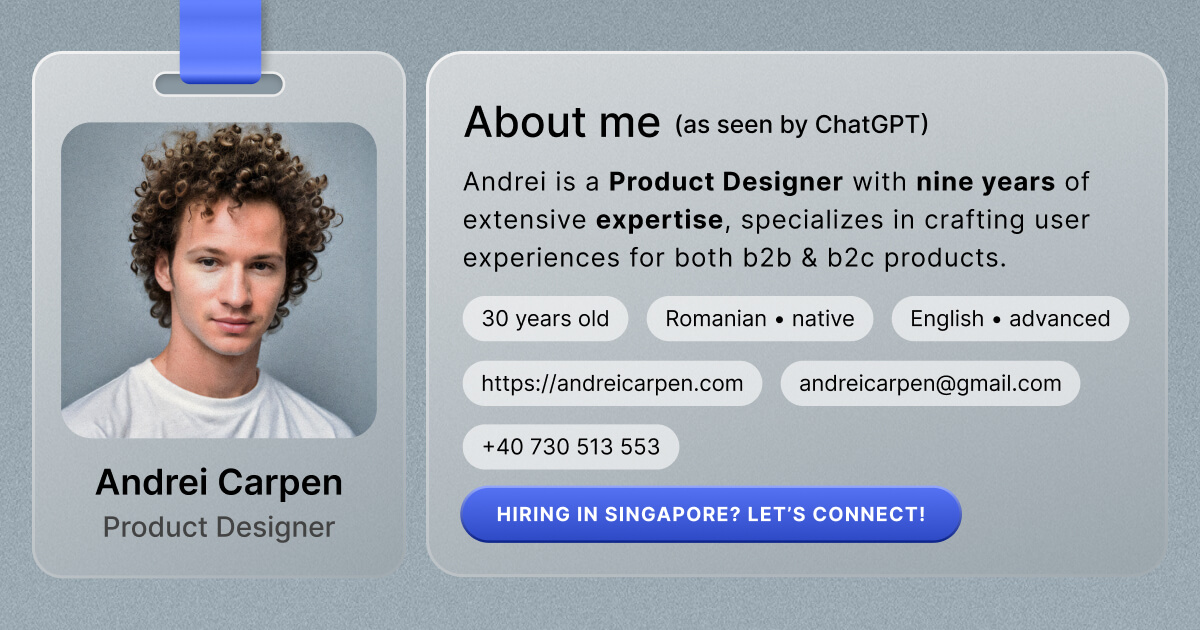 About me (as seen by ChatGPT)
Andrei is a Product Designer with nine years of
extensive expertise, specializes in crafting user
experiences for both b2b & b2c products.
30 years old
Romanian • native
English • advanced
https://andreicarpen.com
andreicarpen@gmail.com
+40 730 513 553
HIRING IN SINGAPORE? LET’S CONNECT!
Andrei Carpen
Product Designer